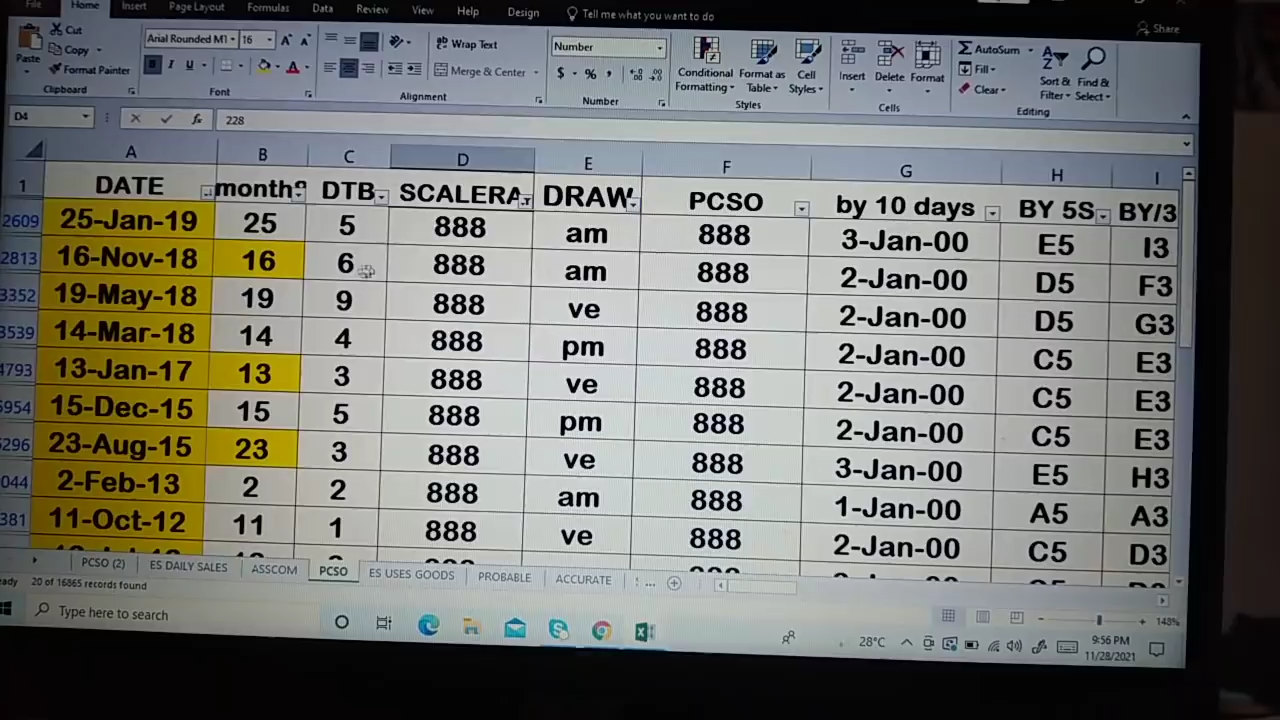 File Home Insert Page Layout Formulas Data Review View Help Design Tell me what you want to do Share
Paste Cut Copy Format Painter Clipboard
Arial Rounded MT 16 B I U Font
Wrap Text Merge & Center Alignment
Number $ % , Number
Conditional Formatting Format as Table Cell Styles Styles
Insert Delete Format Cells
AutoSum Fill Clear Sort & Filter Find & Select Editing
D4 fx 228
A B C D E F G H I
1 DATE DTB SCALERA DRAW PCSO by 10 days BY 5S BY/3
2609 25-Jan-19 25 5 888 am 888 3-Jan-00 E5 I3
2813 16-Nov-18 16 6 888 am 888 2-Jan-00 D5 F3
3352 19-May-18 19 9 888 ve 888 2-Jan-00 D5 G3
3539 14-Mar-18 14 4 888 pm 888 2-Jan-00 C5 E3
4793 13-Jan-17 13 3 888 ve 888 2-Jan-00 C5 E3
5954 15-Dec-15 15 5 888 pm 888 2-Jan-00 C5 E3
6296 23-Aug-15 23 3 888 ve 888 3-Jan-00 E5 H3
044 2-Feb-13 2 2 888 am 888 1-Jan-00 A5 A3
381 11-Oct-12 11 1 888 ve 888 2-Jan-00 C5 D3
PCSO (2) ES DAILY SALES ASSCOM PCSO ES USES GOODS PROBABLE ACCURATE ...
eady 20 of 16865 records found 148%
Type here to search 28°C 9:56 PM
11/28/2021